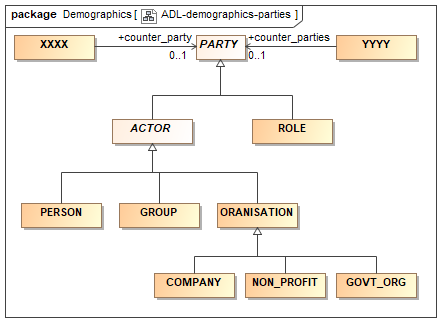 package Demographics [ ADL-demographics-parties ]
XXXX
+counter_party
0..1
PARTY
+counter_parties
0..1
YYYY
ACTOR
ROLE
PERSON
GROUP
ORANISATION
COMPANY
NON_PROFIT
GOVT_ORG